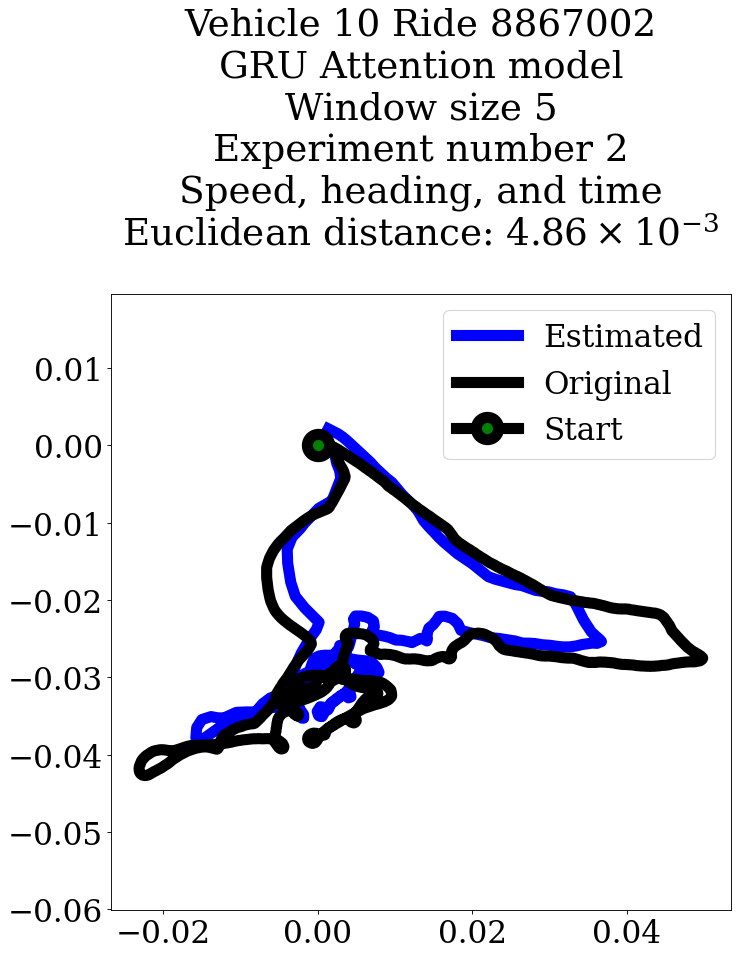 Vehicle 10 Ride 8867002
GRU Attention model
Window size 5
Experiment number 2
Speed, heading, and time
Euclidean distance: 4.86 × 10⁻³
Estimated
Original
Start
0.01
0.00
−0.01
−0.02
−0.03
−0.04
−0.05
−0.06
−0.02 0.00 0.02 0.04